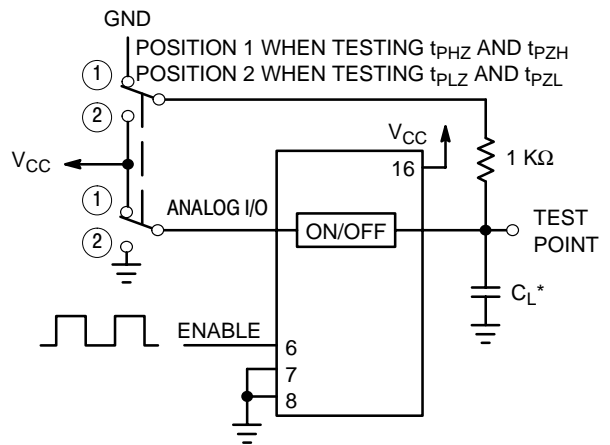 GND
POSITION 1 WHEN TESTING tPHZ AND tPZH
POSITION 2 WHEN TESTING tPLZ AND tPZL
1
2
VCC
1
2
ANALOG I/O
VCC
16
1 KΩ
ON/OFF
TEST
POINT
CL*
ENABLE
6
7
8